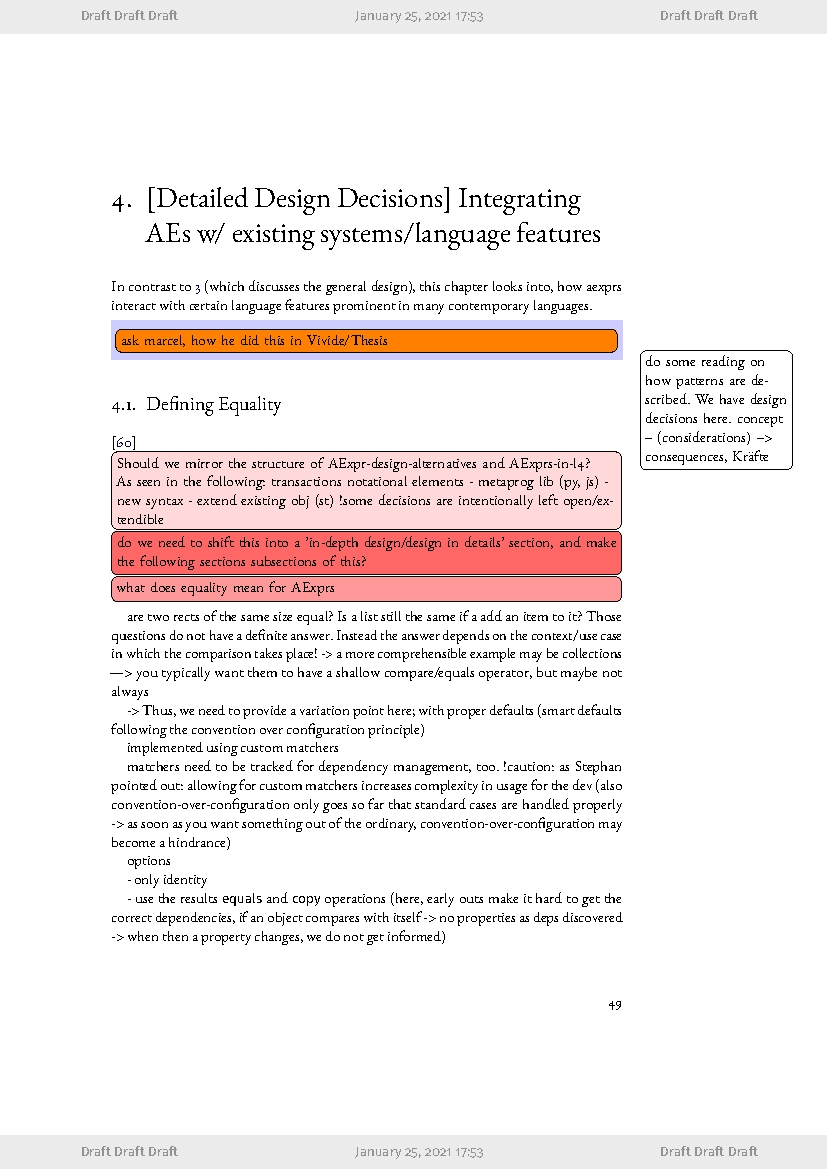 Draft Draft Draft January 25, 2021 17:53 Draft Draft Draft
4. [Detailed Design Decisions] Integrating
AEs w/ existing systems/language features
In contrast to 3 (which discusses the general design), this chapter looks into, how aexprs
interact with certain language features prominent in many contemporary languages.
ask marcel, how he did this in Vivide/Thesis
do some reading on
how patterns are de-
scribed. We have design
decisions here. concept
– (considerations) –>
consequences, Kräfte
4.1. Defining Equality
[60]
Should we mirror the structure of AExpr-design-alternatives and AExprs-in-l4?
As seen in the following: transactions notational elements - metaprog lib (py, js) -
new syntax - extend existing obj (st) !some decisions are intentionally left open/ex-
tendible
do we need to shift this into a 'in-depth design/design in details' section, and make
the following sections subsections of this?
what does equality mean for AExprs
are two rects of the same size equal? Is a list still the same if a add an item to it? Those
questions do not have a definite answer. Instead the answer depends on the context/use case
in which the comparison takes place! -> a more comprehensible example may be collections
—> you typically want them to have a shallow compare/equals operator, but maybe not
always
-> Thus, we need to provide a variation point here; with proper defaults (smart defaults
following the convention over configuration principle)
implemented using custom matchers
matchers need to be tracked for dependency management, too. !caution: as Stephan
pointed out: allowing for custom matchers increases complexity in usage for the dev (also
convention-over-configuration only goes so far that standard cases are handled properly
-> as soon as you want something out of the ordinary, convention-over-configuration may
become a hindrance)
options
- only identity
- use the results equals and copy operations (here, early outs make it hard to get the
correct dependencies, if an object compares with itself -> no properties as deps discovered
-> when then a property changes, we do not get informed)
49
Draft Draft Draft January 25, 2021 17:53 Draft Draft Draft